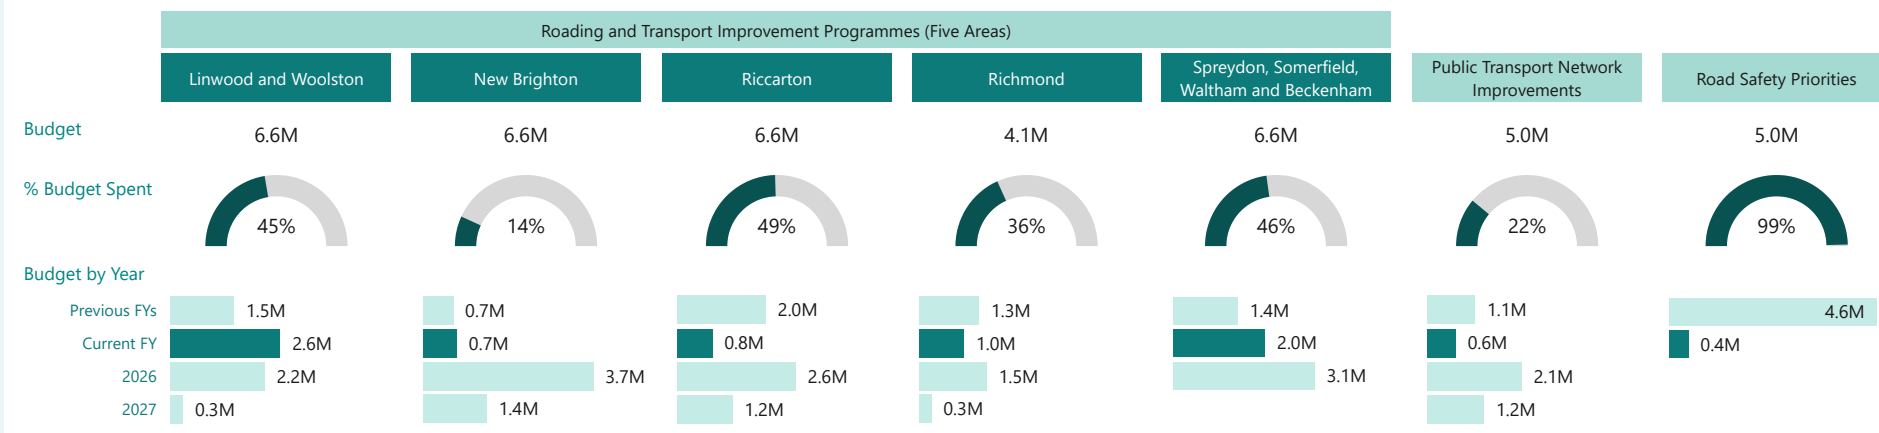 Roading and Transport Improvement Programmes (Five Areas)
Linwood and Woolston
New Brighton
Riccarton
Richmond
Spreydon, Somerfield,
Waltham and Beckenham
Public Transport Network
Improvements
Road Safety Priorities
Budget
6.6M
6.6M
6.6M
4.1M
6.6M
5.0M
5.0M
% Budget Spent
45%
14%
49%
36%
46%
22%
99%
Budget by Year
Previous FYs
1.5M
0.7M
2.0M
1.3M
1.4M
1.1M
4.6M
Current FY
2.6M
0.7M
0.8M
1.0M
2.0M
0.6M
0.4M
2026
2.2M
3.7M
2.6M
1.5M
3.1M
2.1M
2027
0.3M
1.4M
1.2M
0.3M
1.2M